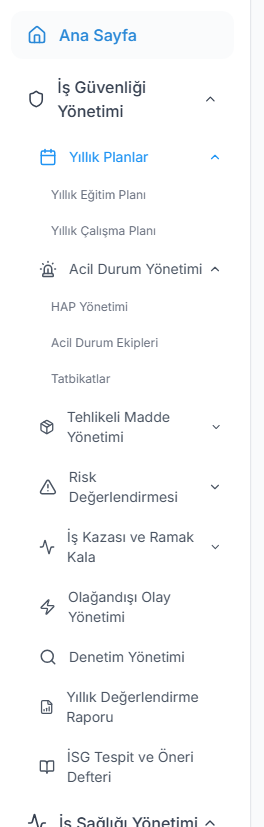 Ana Sayfa
İş Güvenliği
Yönetimi
Yıllık Planlar
Yıllık Eğitim Planı
Yıllık Çalışma Planı
Acil Durum Yönetimi
HAP Yönetimi
Acil Durum Ekipleri
Tatbikatlar
Tehlikeli Madde
Yönetimi
Risk
Değerlendirmesi
İş Kazası ve Ramak
Kala
Olağandışı Olay
Yönetimi
Denetim Yönetimi
Yıllık Değerlendirme
Raporu
İSG Tespit ve Öneri
Defteri
İş Sağlığı Yönetimi